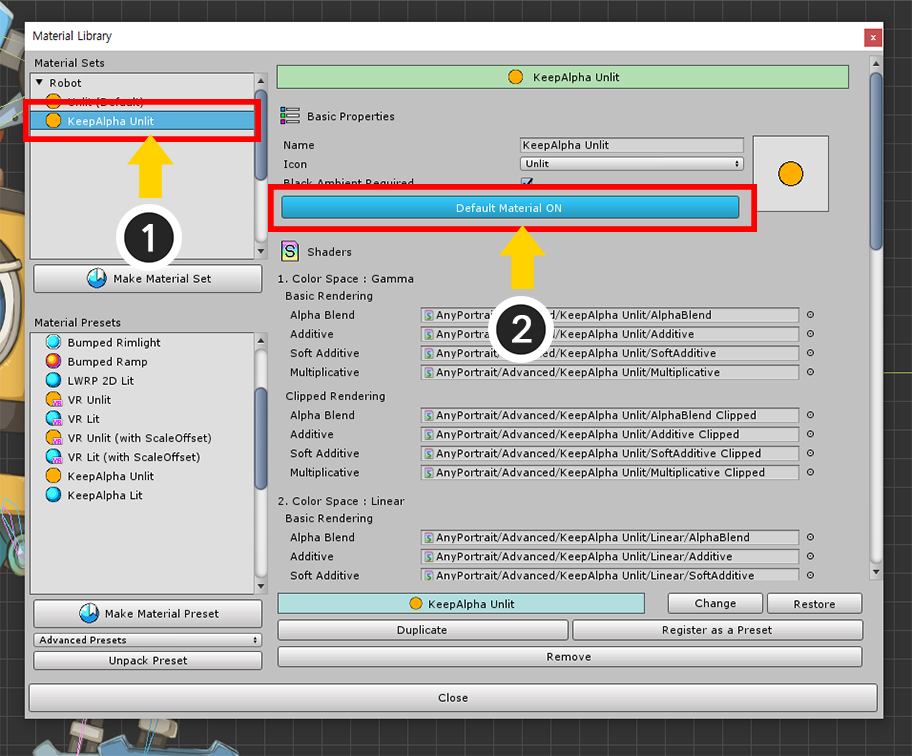 Material Library
x
Material Sets
Robot
Unlit (Default)
KeepAlpha Unlit
1
Make Material Set
Material Presets
Bumped Rimlight
Bumped Ramp
LWRP 2D Lit
VR Unlit
VR Lit
VR Unlit (with ScaleOffset)
VR Lit (with ScaleOffset)
KeepAlpha Unlit
KeepAlpha Lit
Make Material Preset
Advanced Presets
Unpack Preset
KeepAlpha Unlit
Basic Properties
Name KeepAlpha Unlit
Icon Unlit
Black Ambient Required
Default Material ON
2
S Shaders
1. Color Space : Gamma
Basic Rendering
Alpha Blend AnyPortrait/Advanced/KeepAlpha Unlit/AlphaBlend
Additive AnyPortrait/Advanced/KeepAlpha Unlit/Additive
Soft Additive AnyPortrait/Advanced/KeepAlpha Unlit/SoftAdditive
Multiplicative AnyPortrait/Advanced/KeepAlpha Unlit/Multiplicative
Clipped Rendering
Alpha Blend AnyPortrait/Advanced/KeepAlpha Unlit/AlphaBlend Clipped
Additive AnyPortrait/Advanced/KeepAlpha Unlit/Additive Clipped
Soft Additive AnyPortrait/Advanced/KeepAlpha Unlit/SoftAdditive Clipped
Multiplicative AnyPortrait/Advanced/KeepAlpha Unlit/Multiplicative Clipped
2. Color Space : Linear
Basic Rendering
Alpha Blend AnyPortrait/Advanced/KeepAlpha Unlit/Linear/AlphaBlend
Additive AnyPortrait/Advanced/KeepAlpha Unlit/Linear/Additive
Soft Additive AnyPortrait/Advanced/KeepAlpha Unlit/Linear/SoftAdditive
KeepAlpha Unlit Change Restore
Duplicate Register as a Preset
Remove
Close